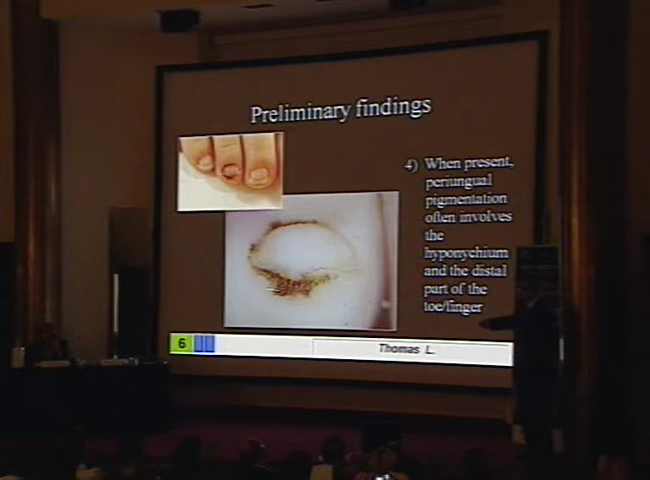 Preliminary findings
4) When present,
periungual
pigmentation
often involves
the
hyponychium
and the distal
part of the
toe/finger
6
Thomas L.